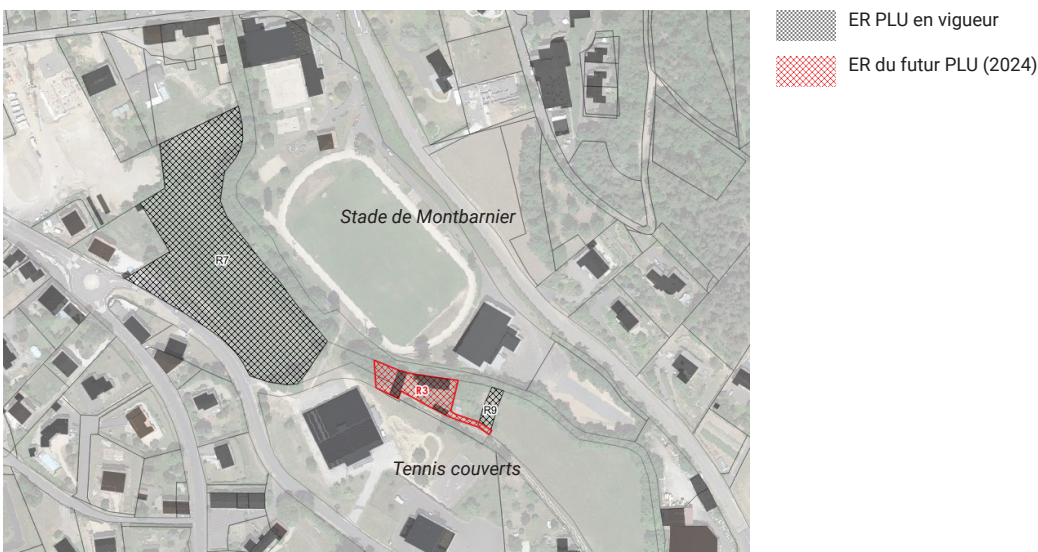 ER PLU en vigueur
ER du futur PLU (2024)
Stade de Montbarnier
R7
R3
R9
Tennis couverts